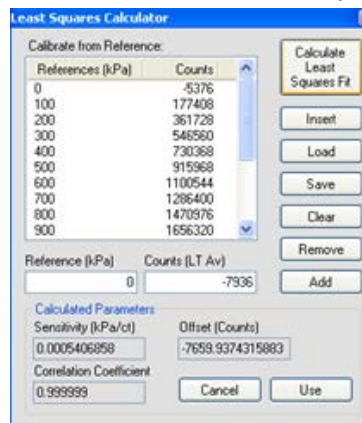 Least Squares Calculator
Calibrate from Reference:
References (kPa) Counts
0 -5376
100 177408
200 361728
300 546560
400 730368
500 915968
600 1100544
700 1286400
800 1470976
900 1656320
Reference (kPa) Counts (LT Av)
0 -7936
Calculated Parameters
Sensitivity (kPa/ct) Offset (Counts)
0.0005406858 -7659.9374315883
Correlation Coefficient
0.999999
Cancel Use
Calculate
Least
Squares Fit
Insert
Load
Save
Clear
Remove
Add